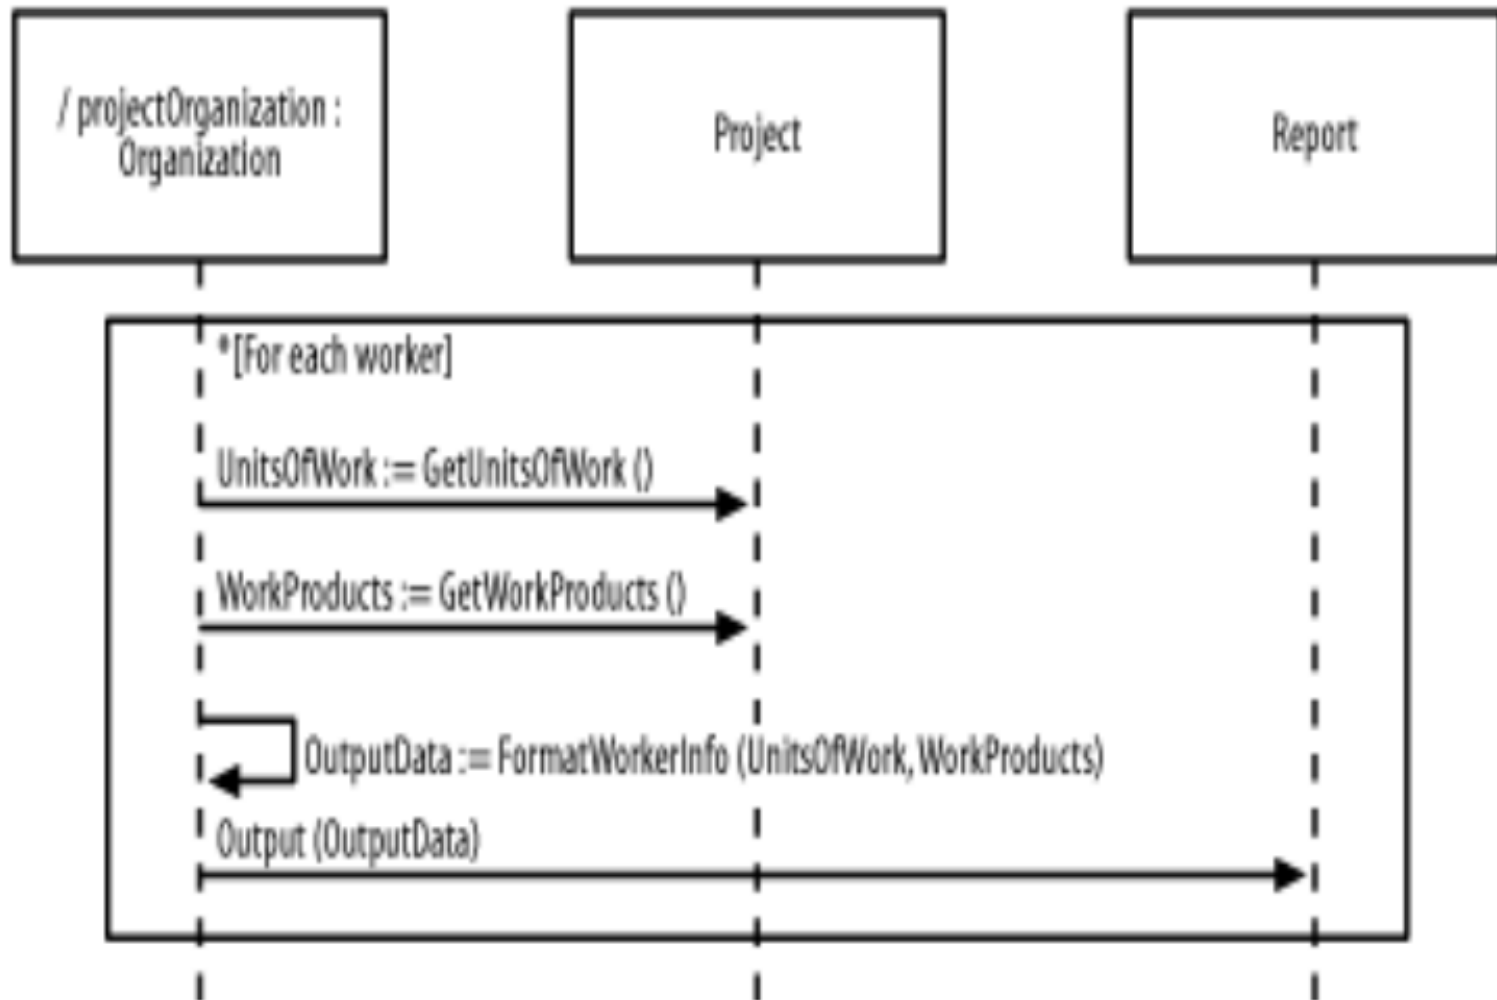 / projectOrganization :
Organization
Project
Report
*[For each worker]
UnitsOfWork := GetUnitsOfWork ()
WorkProducts := GetWorkProducts ()
OutputData := FormatWorkerInfo (UnitsOfWork, WorkProducts)
Output (OutputData)